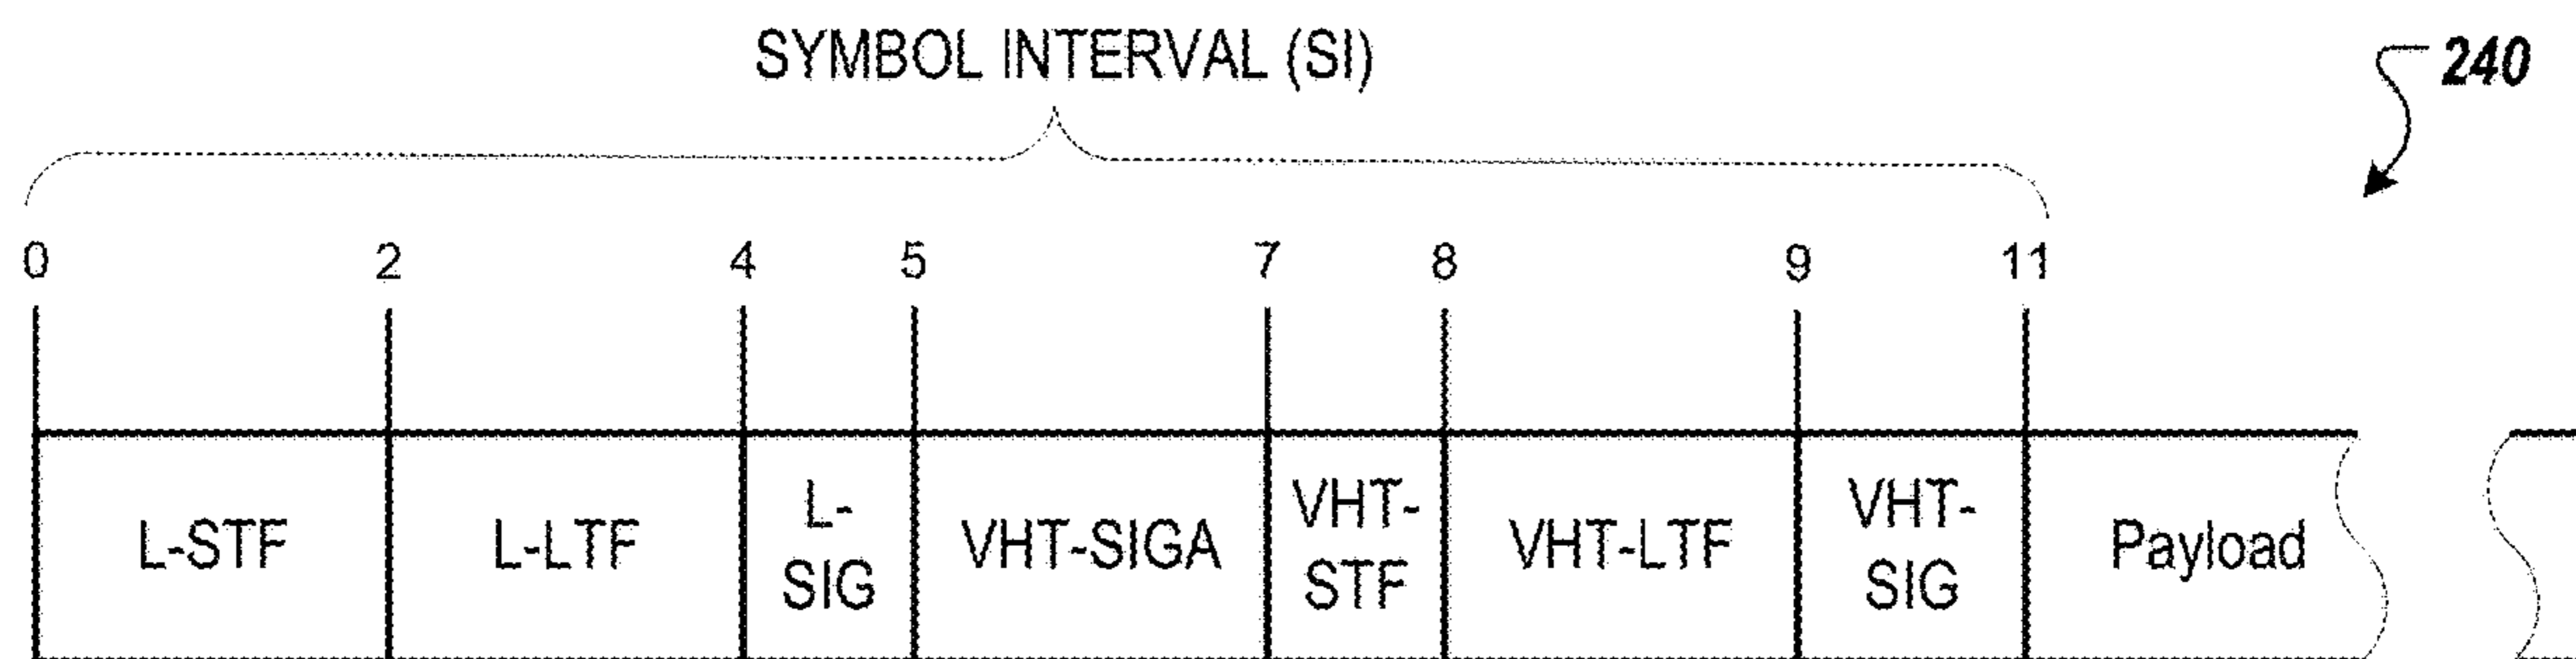 SYMBOL INTERVAL (SI)
240
0 2 4 5 7 8 9 11
L-STF
L-LTF
L-
SIG
VHT-SIGA
VHT-
STF
VHT-LTF
VHT-
SIG
Payload